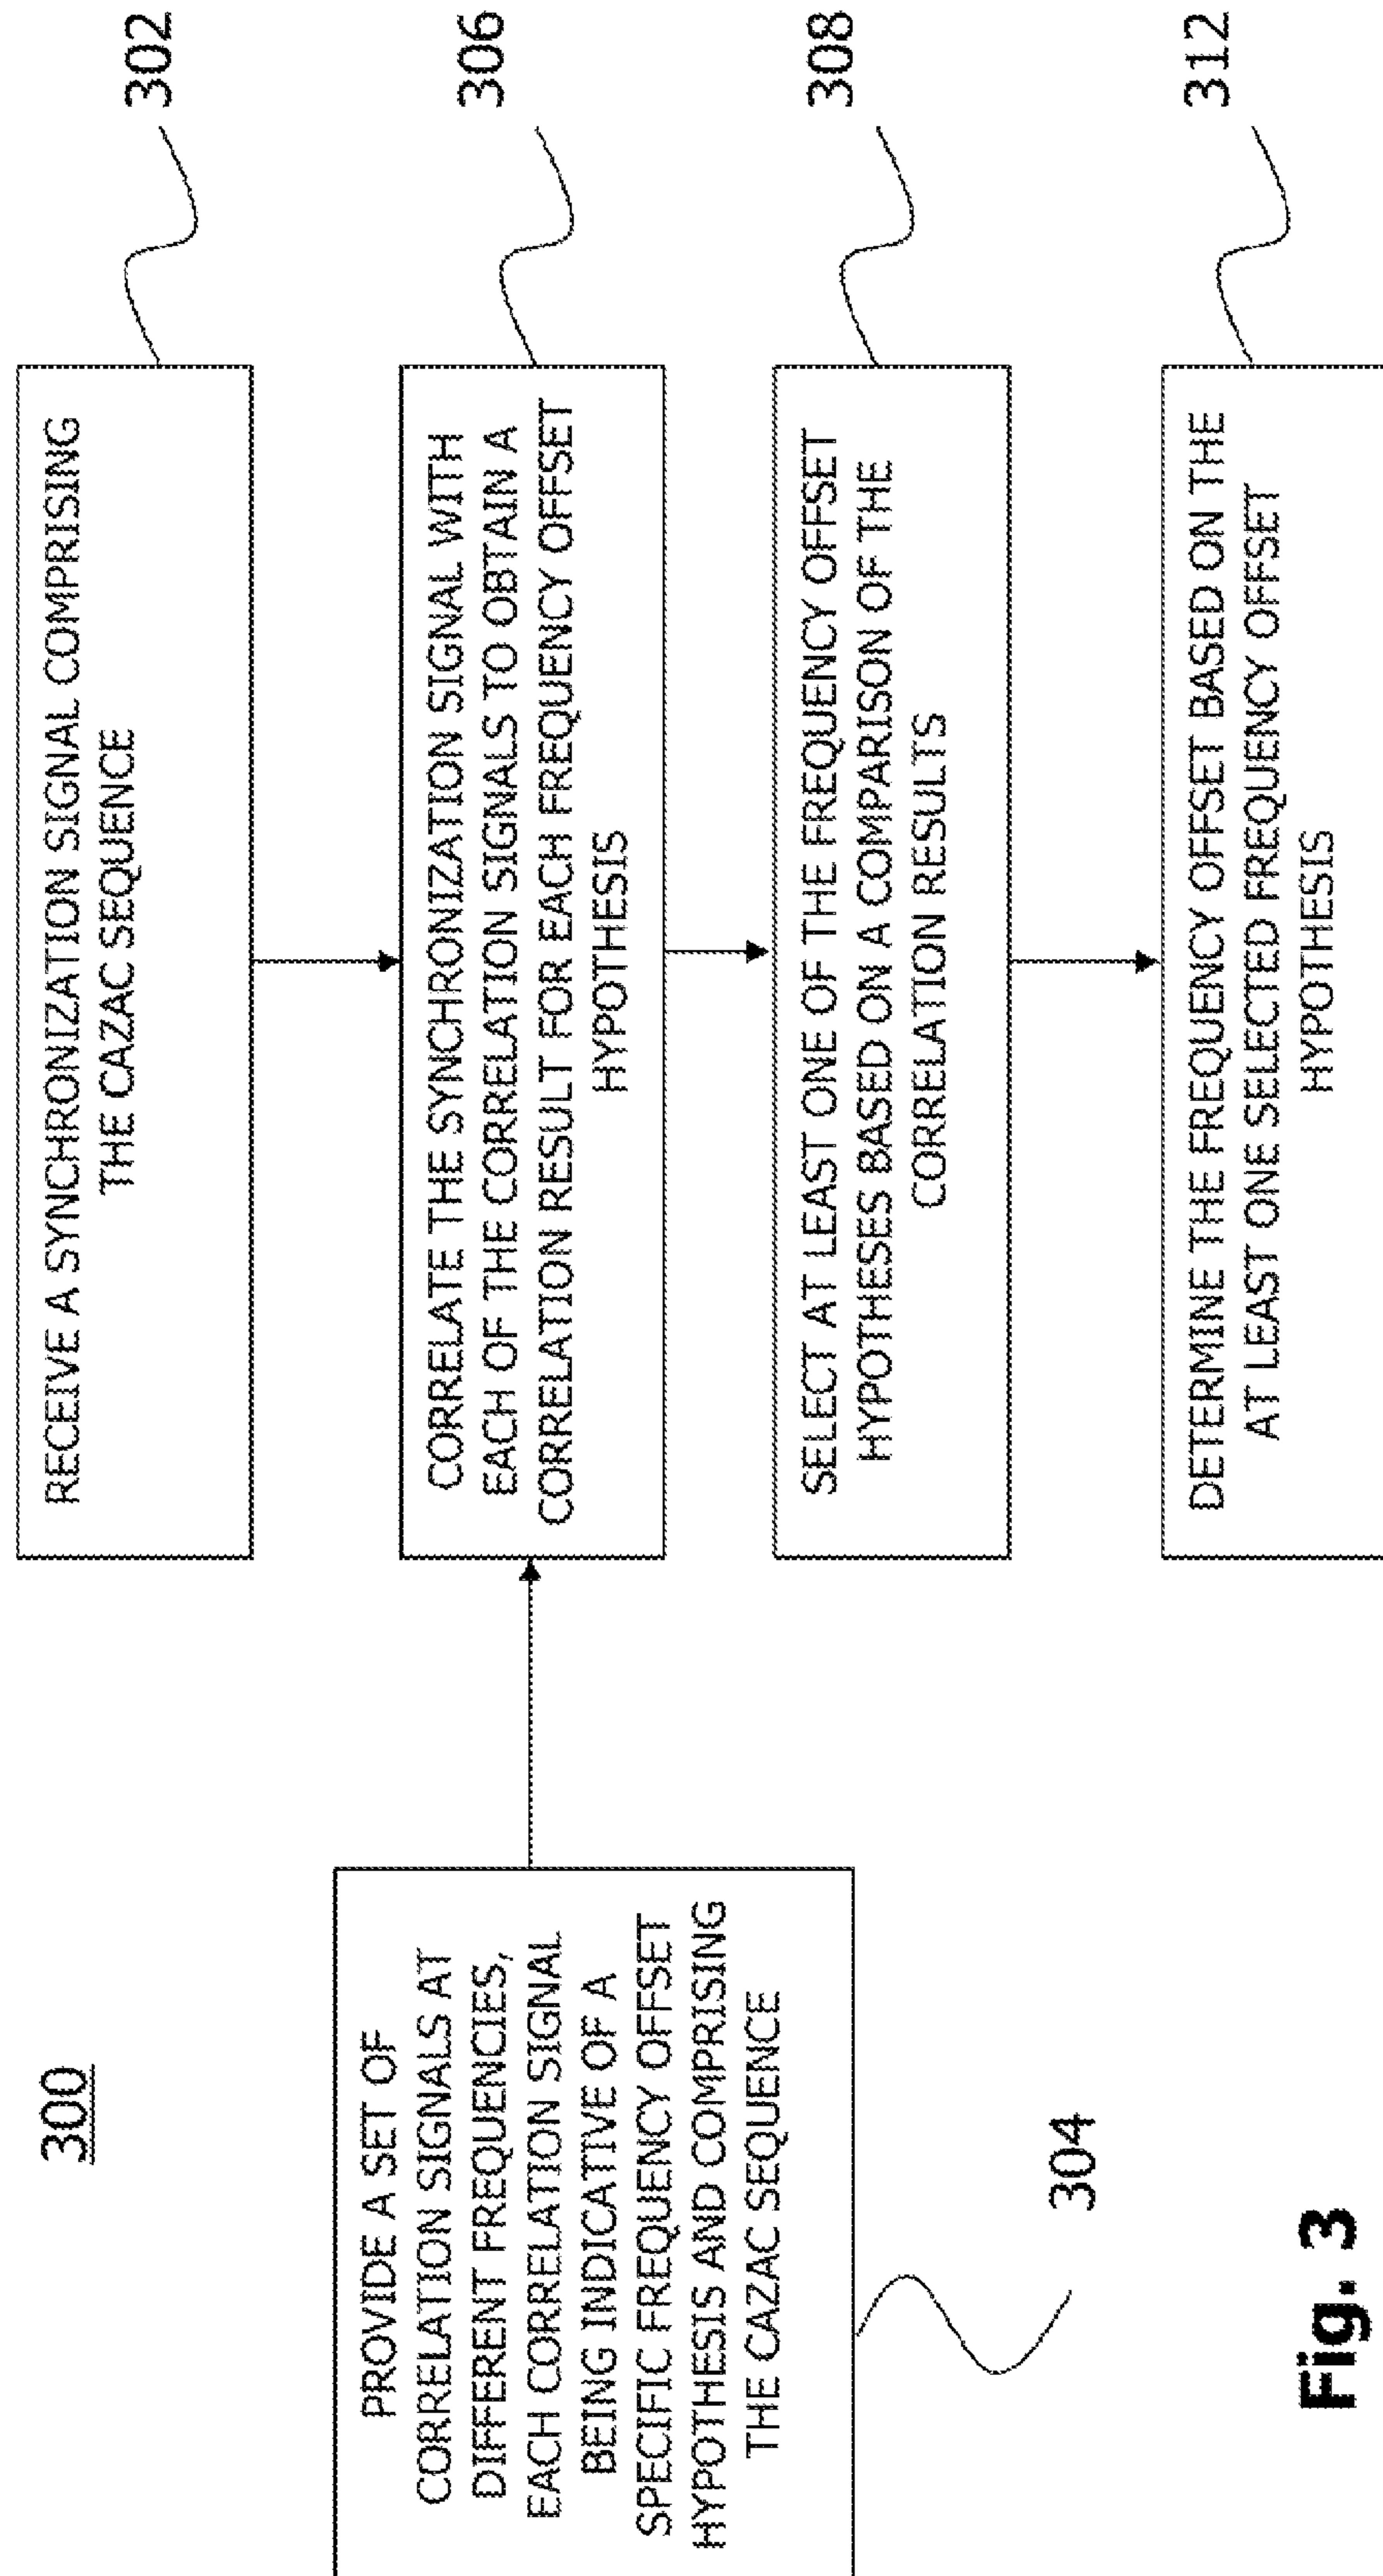 300
RECEIVE A SYNCHRONIZATION SIGNAL COMPRISING
THE CAZAC SEQUENCE
302
PROVIDE A SET OF
CORRELATION SIGNALS AT
DIFFERENT FREQUENCIES,
EACH CORRELATION SIGNAL
BEING INDICATIVE OF A
SPECIFIC FREQUENCY OFFSET
HYPOTHESIS AND COMPRISING
THE CAZAC SEQUENCE
304
CORRELATE THE SYNCHRONIZATION SIGNAL WITH
EACH OF THE CORRELATION SIGNALS TO OBTAIN A
CORRELATION RESULT FOR EACH FREQUENCY OFFSET
HYPOTHESIS
306
SELECT AT LEAST ONE OF THE FREQUENCY OFFSET
HYPOTHESES BASED ON A COMPARISON OF THE
CORRELATION RESULTS
308
DETERMINE THE FREQUENCY OFFSET BASED ON THE
AT LEAST ONE SELECTED FREQUENCY OFFSET
HYPOTHESIS
312
Fig. 3